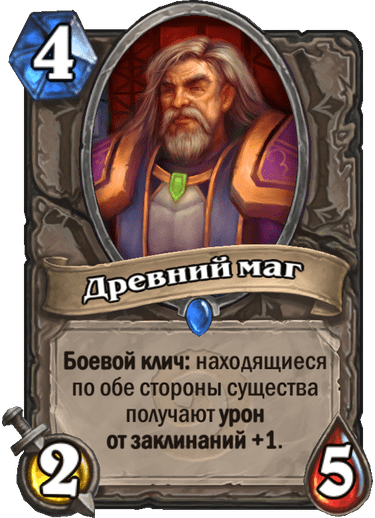 4
Древний маг
Боевой клич: находящиеся
по обе стороны существа
получают урон
от заклинаний +1.
2
5